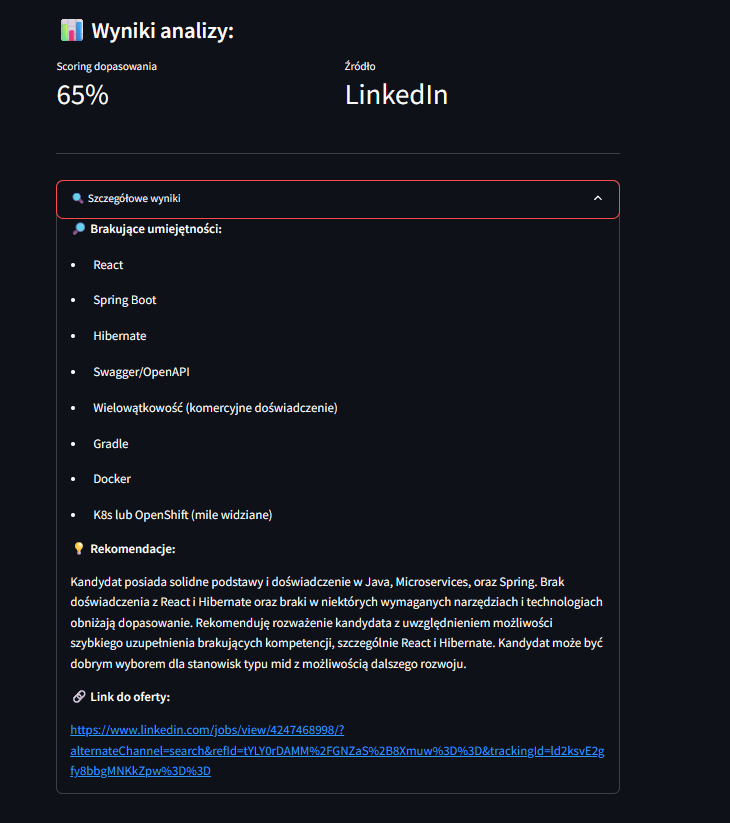 Wyniki analizy:
Scoring dopasowania
65%
Źródło
LinkedIn
Szczegółowe wyniki
Brakujące umiejętności:
• React
• Spring Boot
• Hibernate
• Swagger/OpenAPI
• Wielowątkowość (komercyjne doświadczenie)
• Gradle
• Docker
• K8s lub OpenShift (mile widziane)
Rekomendacje:
Kandydat posiada solidne podstawy i doświadczenie w Java, Microservices, oraz Spring. Brak
doświadczenia z React i Hibernate oraz braki w niektórych wymaganych narzędziach i technologiach
obniżają dopasowanie. Rekomenduję rozważenie kandydata z uwzględnieniem możliwości
szybkiego uzupełnienia brakujących kompetencji, szczególnie React i Hibernate. Kandydat może być
dobrym wyborem dla stanowisk typu mid z możliwością dalszego rozwoju.
Link do oferty:
https://www.linkedin.com/jobs/view/4247468998/?
alternateChannel=search&refId=tYLY0rDAMM%2FGNZaS%2B8Xmuw%3D%3D&trackingId=ld2ksvE2g
fy8bbgMNKkZpw%3D%3D